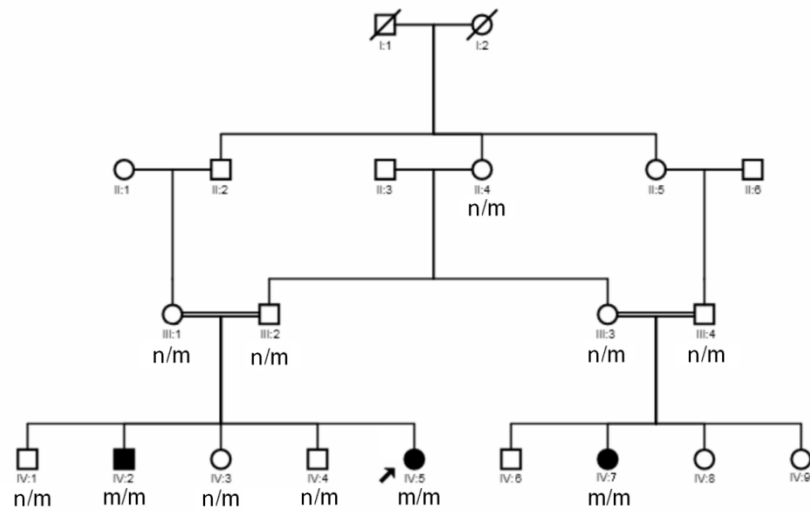 I:1 I:2
II:1 II:2 II:3 II:4 II:5 II:6
n/m
III:1 III:2 III:3 III:4
n/m n/m n/m n/m
IV:1 IV:2 IV:3 IV:4 IV:5 IV:6 IV:7 IV:8 IV:9
n/m m/m n/m n/m m/m m/m